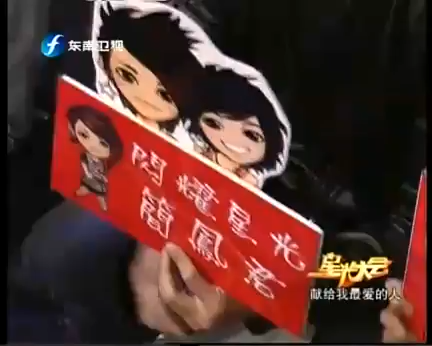 东南卫视
閃耀星光
簡鳳君
星光大会
献给我最爱的人